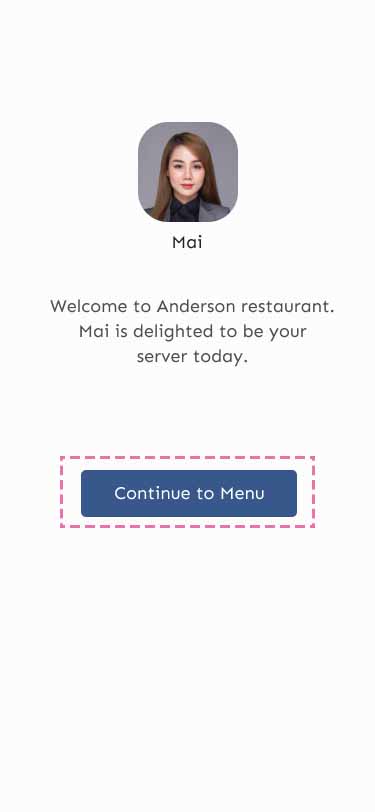 Mai
Welcome to Anderson restaurant.
Mai is delighted to be your
server today.
Continue to Menu